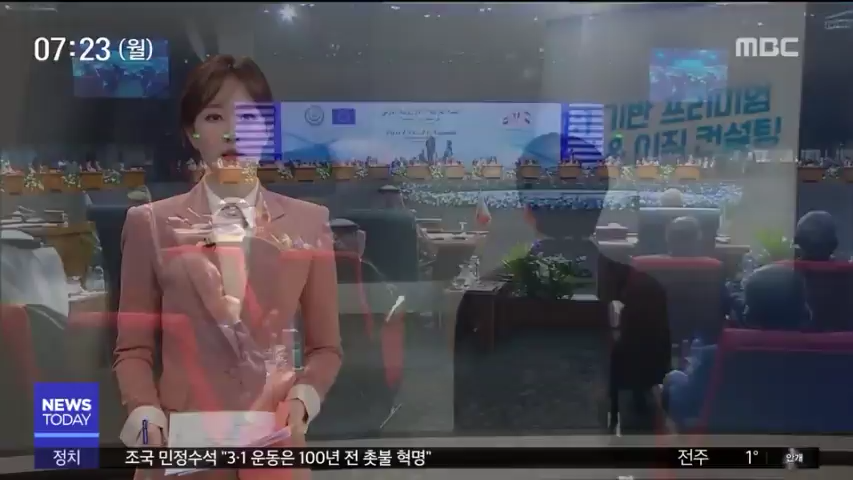 07:23 (월)
MBC
기반 프리미엄
& 이직 컨설팅
NEWS
TODAY
정치
조국 민정수석 "3·1 운동은 100년 전 촛불 혁명"
전주 1° 안개